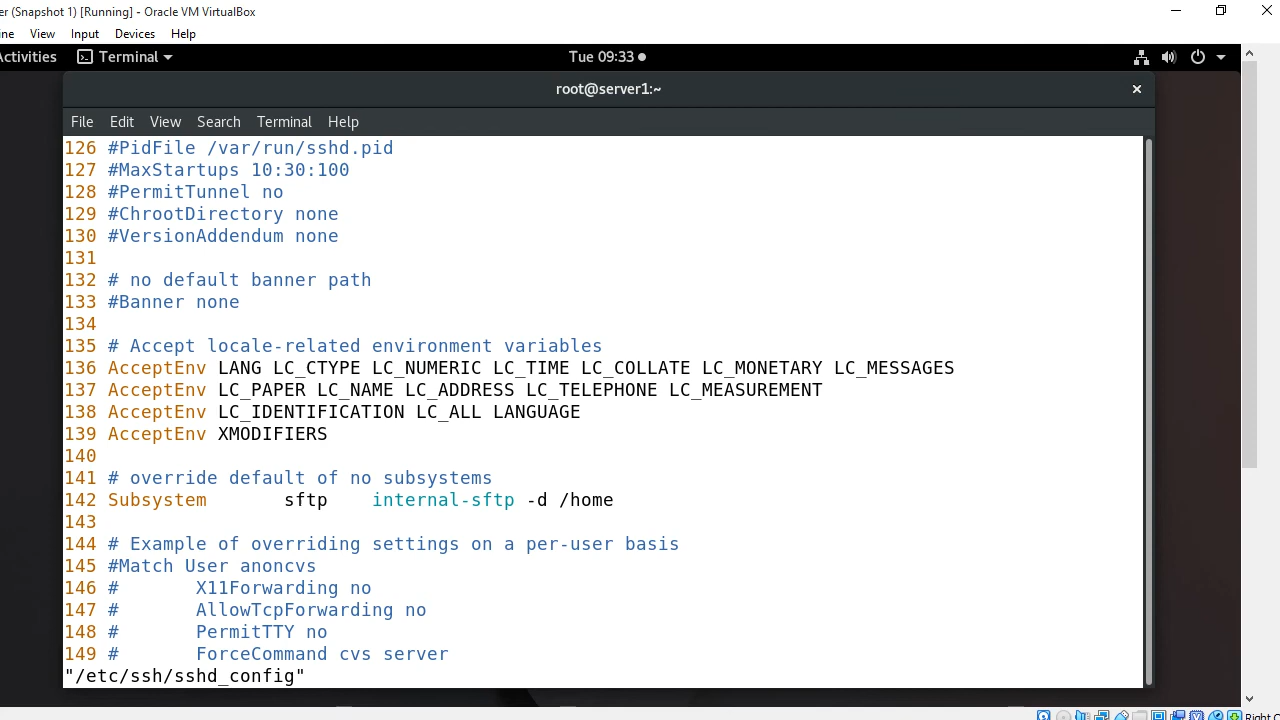 er (Snapshot 1) [Running] - Oracle VM VirtualBox
ine View Input Devices Help
Activities Terminal Tue 09:33
root@server1:~
File Edit View Search Terminal Help
126 #PidFile /var/run/sshd.pid
127 #MaxStartups 10:30:100
128 #PermitTunnel no
129 #ChrootDirectory none
130 #VersionAddendum none
131
132 # no default banner path
133 #Banner none
134
135 # Accept locale-related environment variables
136 AcceptEnv LANG LC_CTYPE LC_NUMERIC LC_TIME LC_COLLATE LC_MONETARY LC_MESSAGES
137 AcceptEnv LC_PAPER LC_NAME LC_ADDRESS LC_TELEPHONE LC_MEASUREMENT
138 AcceptEnv LC_IDENTIFICATION LC_ALL LANGUAGE
139 AcceptEnv XMODIFIERS
140
141 # override default of no subsystems
142 Subsystem sftp internal-sftp -d /home
143
144 # Example of overriding settings on a per-user basis
145 #Match User anoncvs
146 # X11Forwarding no
147 # AllowTcpForwarding no
148 # PermitTTY no
149 # ForceCommand cvs server
"/etc/ssh/sshd_config"
Right C